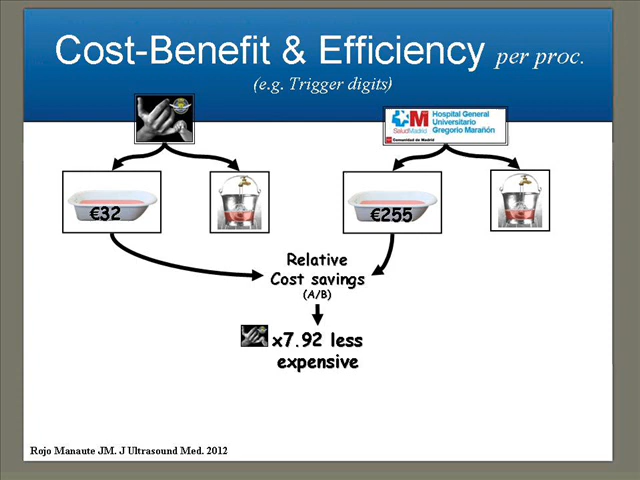 Cost-Benefit & Efficiency per proc.
(e.g. Trigger digits)
SaludMadrid
Hospital General
Universitario
Gregorio Marañón
Comunidad de Madrid
€32
€255
Relative
Cost savings
(A/B)
x7.92 less
expensive
Rojo Manaute JM. J Ultrasound Med. 2012